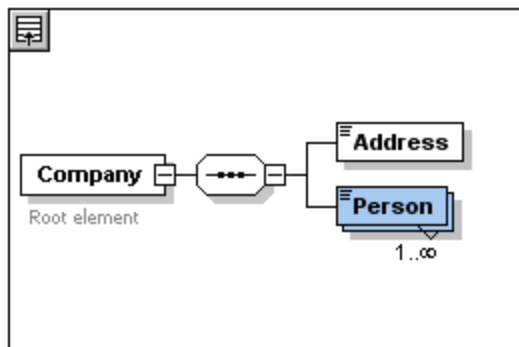 Company
Root element
Address
Person
1..∞